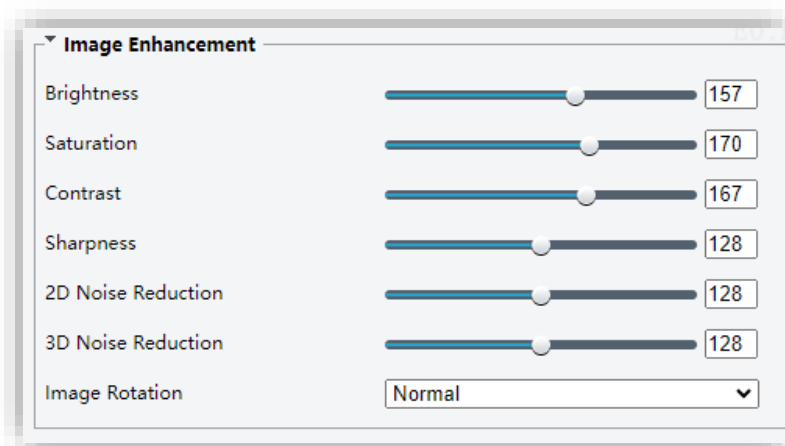 Image Enhancement
Brightness 157
Saturation 170
Contrast 167
Sharpness 128
2D Noise Reduction 128
3D Noise Reduction 128
Image Rotation Normal